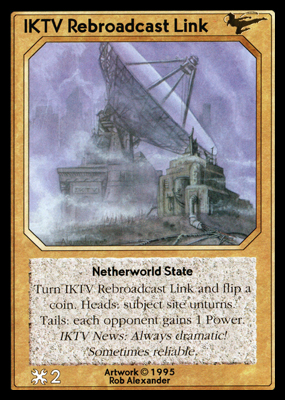 IKTV Rebroadcast Link
Netherworld State
Turn IKTV Rebroadcast Link and flip a
coin. Heads: subject site unturns.
Tails: each opponent gains 1 Power.
IKTV News: Always dramatic!
Sometimes reliable.
2
Artwork © 1995
Rob Alexander